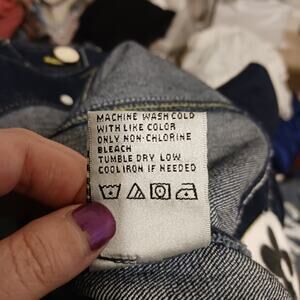 MACHINE WASH COLD
WITH LIKE COLOR
ONLY NON-CHLORINE
BLEACH
TUMBLE DRY LOW
COOL IRON IF NEEDED